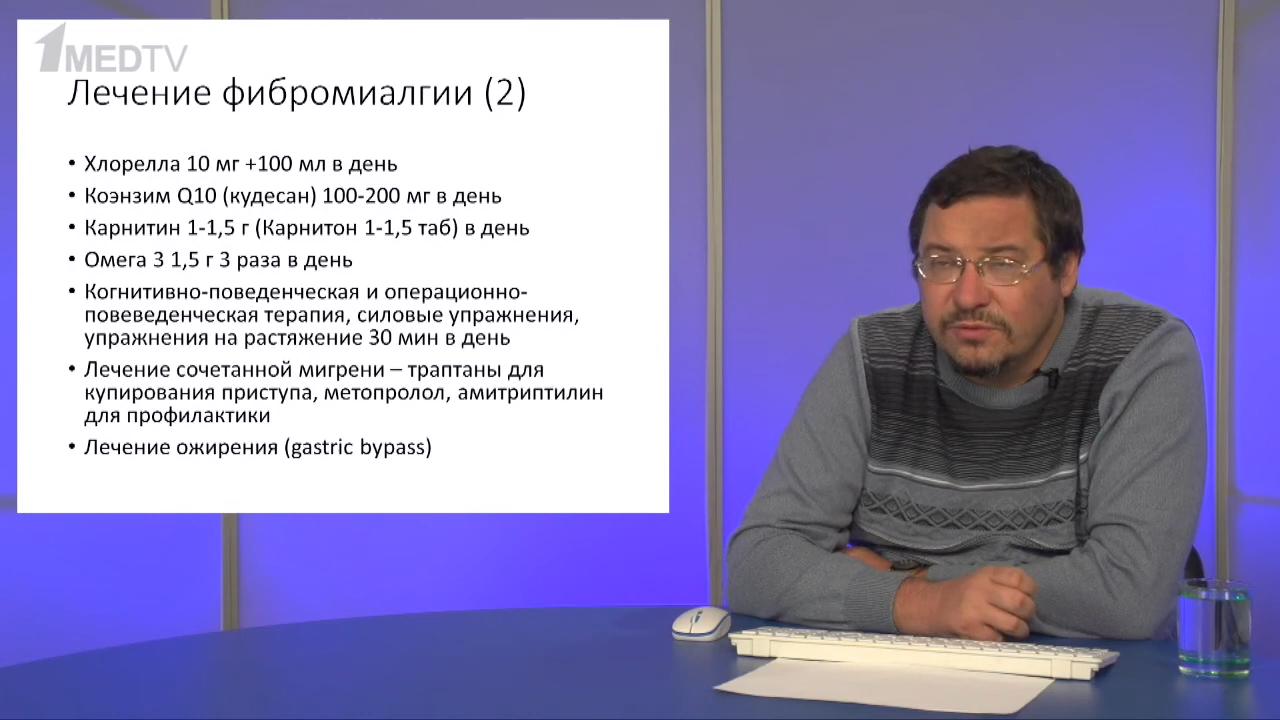 1MEDTV
Лечение фибромиалгии (2)
• Хлорелла 10 мг +100 мл в день
• Коэнзим Q10 (кудесан) 100-200 мг в день
• Карнитин 1-1,5 г (Карнитон 1-1,5 таб) в день
• Омега 3 1,5 г 3 раза в день
• Когнитивно-поведенческая и операционно-
повеведенческая терапия, силовые упражнения,
упражнения на растяжение 30 мин в день
• Лечение сочетанной мигрени – траптаны для
купирования приступа, метопролол, амитриптилин
для профилактики
• Лечение ожирения (gastric bypass)